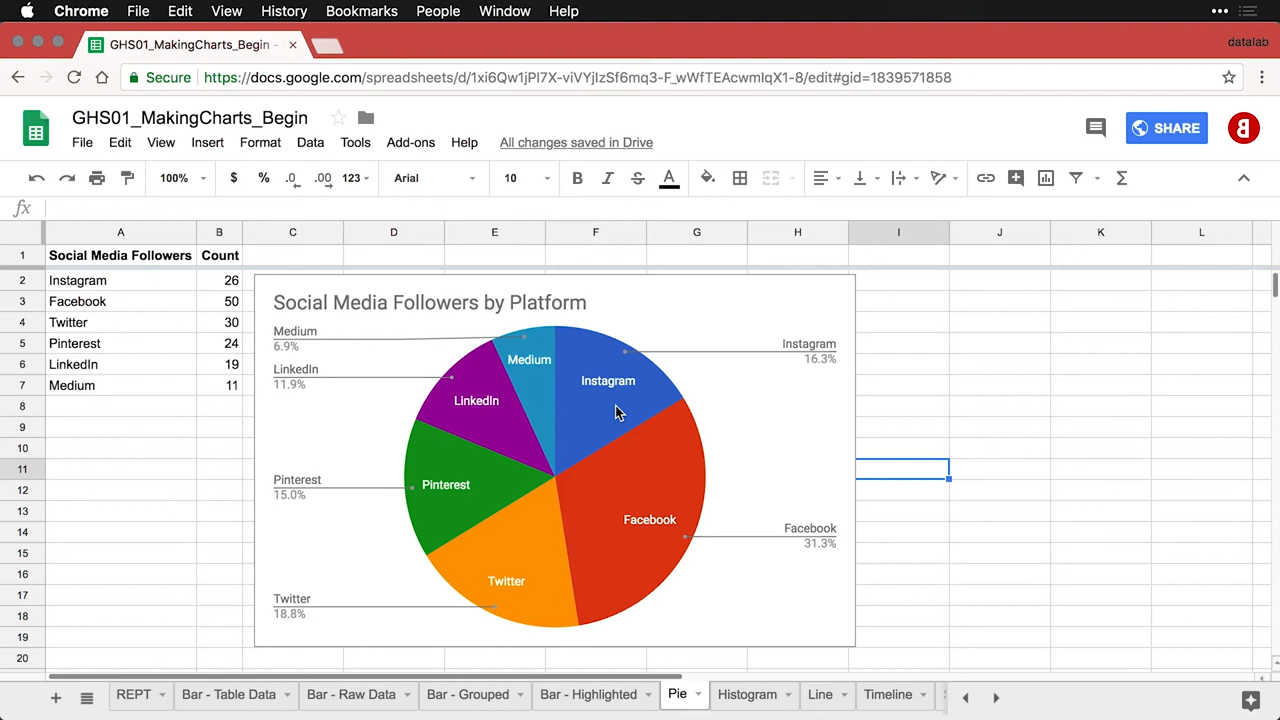 Chrome File Edit View History Bookmarks People Window Help
GHS01_MakingCharts_Begin -
datalab
Secure https://docs.google.com/spreadsheets/d/1xi6Qw1jPI7X-viVYjIzSf6mq3-F_wWfTEAcwmIqX1-8/edit#gid=1839571858
GHS01_MakingCharts_Begin
SHARE
File Edit View Insert Format Data Tools Add-ons Help All changes saved in Drive
100% $ % .0 .00 123 Arial 10 B I S A Σ
fx
A B C D E F G H I J K L
1 Social Media Followers Count
2 Instagram 26
3 Facebook 50
4 Twitter 30
5 Pinterest 24
6 LinkedIn 19
7 Medium 11
8
9
10
11
12
13
14
15
16
17
18
19
20
Social Media Followers by Platform
Medium
6.9%
LinkedIn
11.9%
Pinterest
15.0%
Twitter
18.8%
Instagram
16.3%
Facebook
31.3%
Medium
Instagram
LinkedIn
Pinterest
Facebook
Twitter
REPT Bar - Table Data Bar - Raw Data Bar - Grouped Bar - Highlighted Pie Histogram Line Timeline